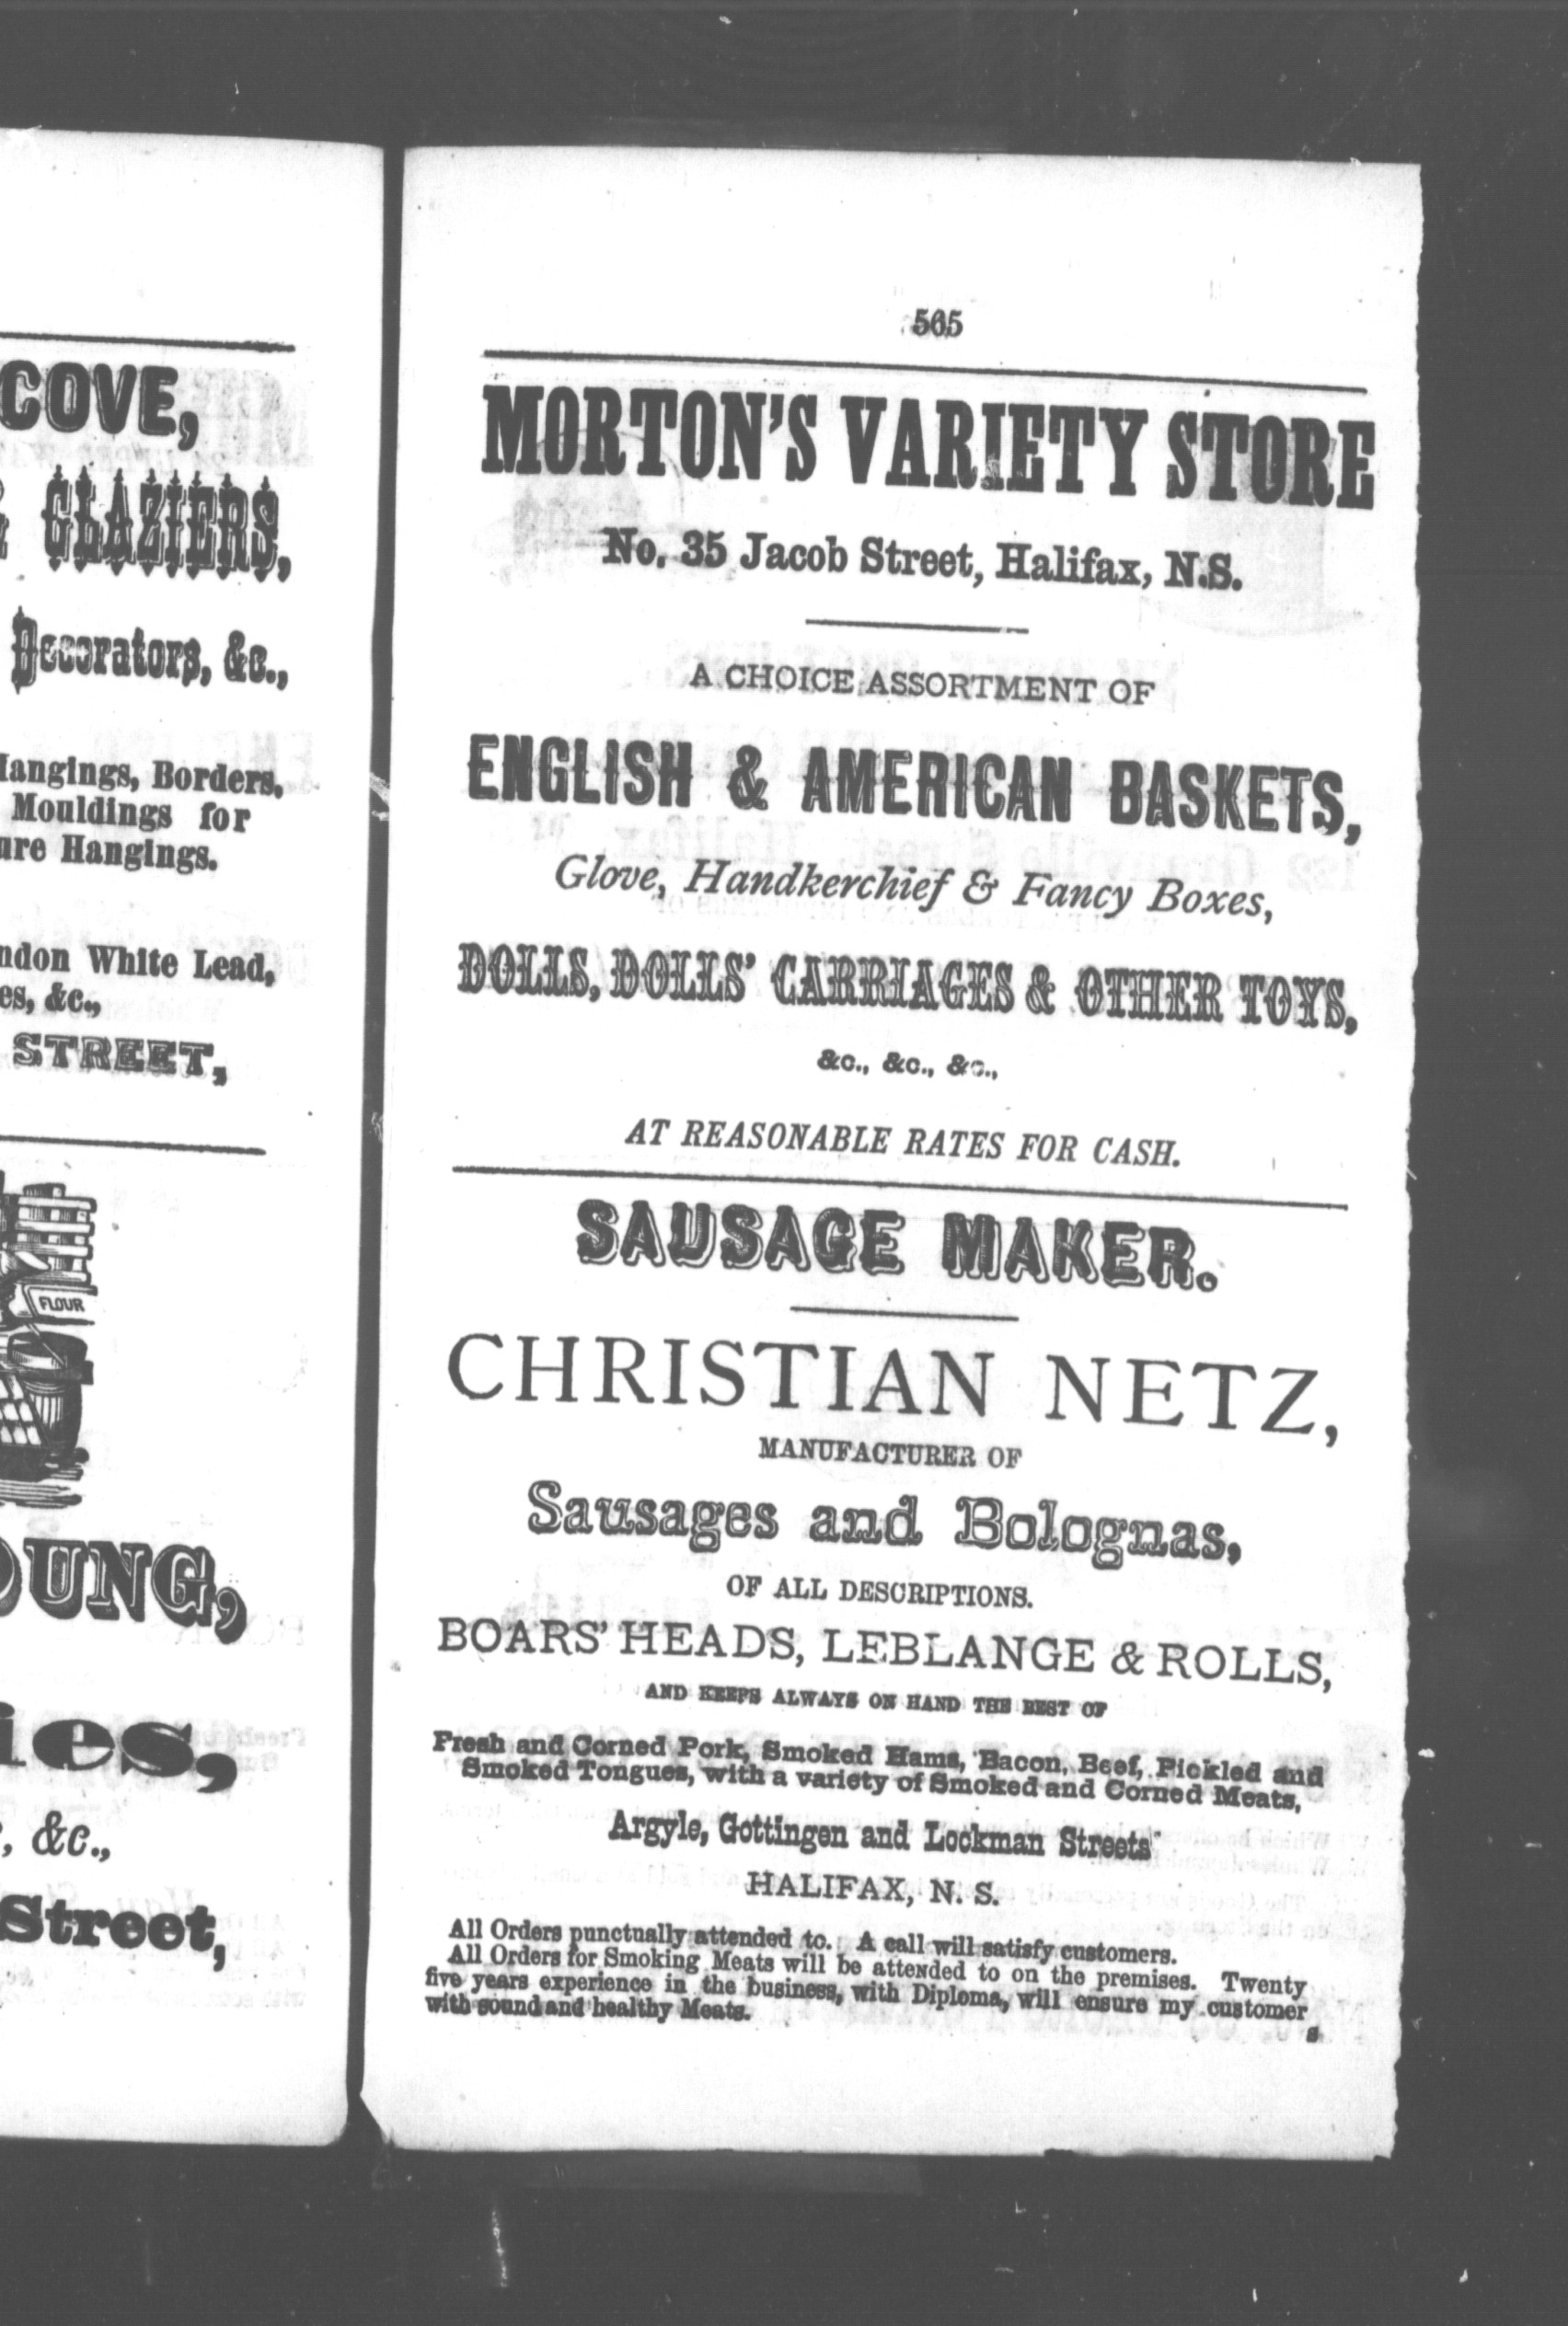 COVE,
GLAZIERS,
Decorators, &c.,
Hangings, Borders,
Mouldings for
Hangings.
White Lead,
&c.,
STREET,
FLOUR
OUNG,
ies,
&c.,
Street,
565
MORTON'S VARIETY STORE
No. 35 Jacob Street, Halifax, N.S.
A CHOICE ASSORTMENT OF
ENGLISH & AMERICAN BASKETS,
Glove, Handkerchief & Fancy Boxes,
DOLLS, DOLLS' CARRIAGES & OTHER TOYS,
&c., &c., &c.,
AT REASONABLE RATES FOR CASH.
SAUSAGE MAKER.
CHRISTIAN NETZ,
MANUFACTURER OF
Sausages and Bolognas,
OF ALL DESCRIPTIONS.
BOARS' HEADS, LEBLANGE & ROLLS,
AND KEEPS ALWAYS ON HAND THE BEST OF
Fresh and Corned Pork, Smoked Hams, Bacon, Beef, Pickled and
Smoked Tongues, with a variety of Smoked and Corned Meats,
Argyle, Gottingen and Lockman Streets
HALIFAX, N. S.
All Orders punctually attended to. A call will satisfy customers.
All Orders for Smoking Meats will be attended to on the premises. Twenty
five years experience in the business, with Diploma, will ensure my customer
with sound and healthy Meats.
s